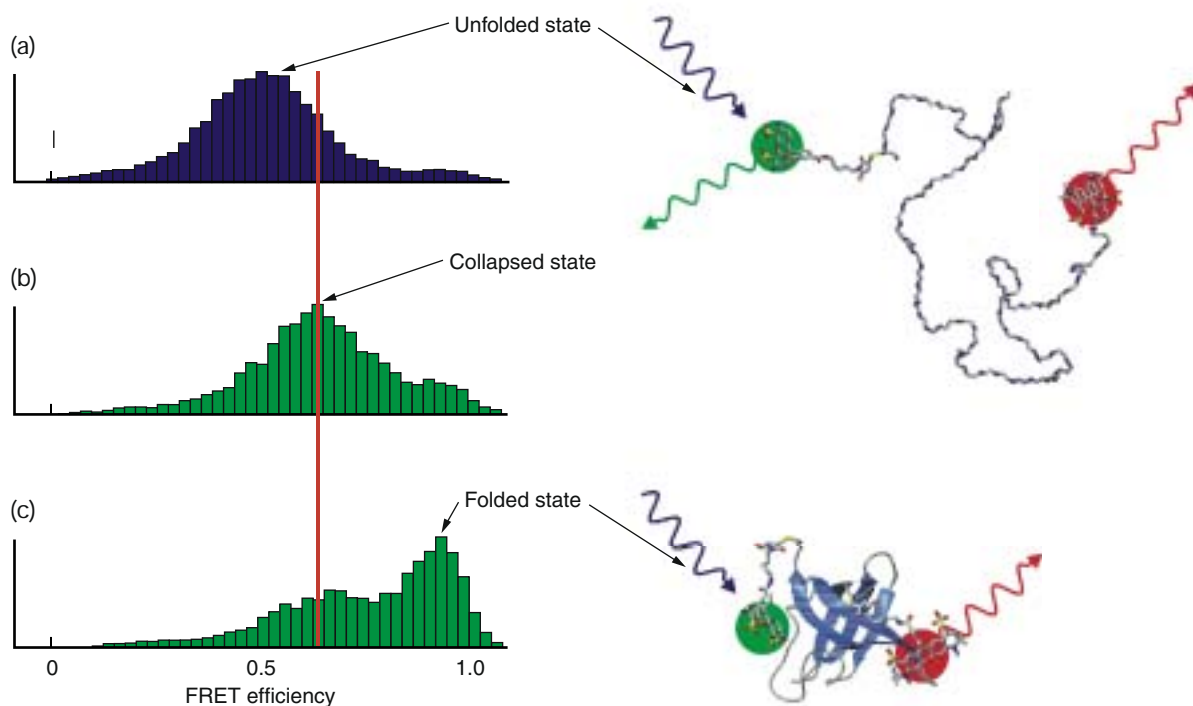 (a)
Unfolded state
(b)
Collapsed state
(c)
Folded state
0 0.5 1.0
FRET efficiency